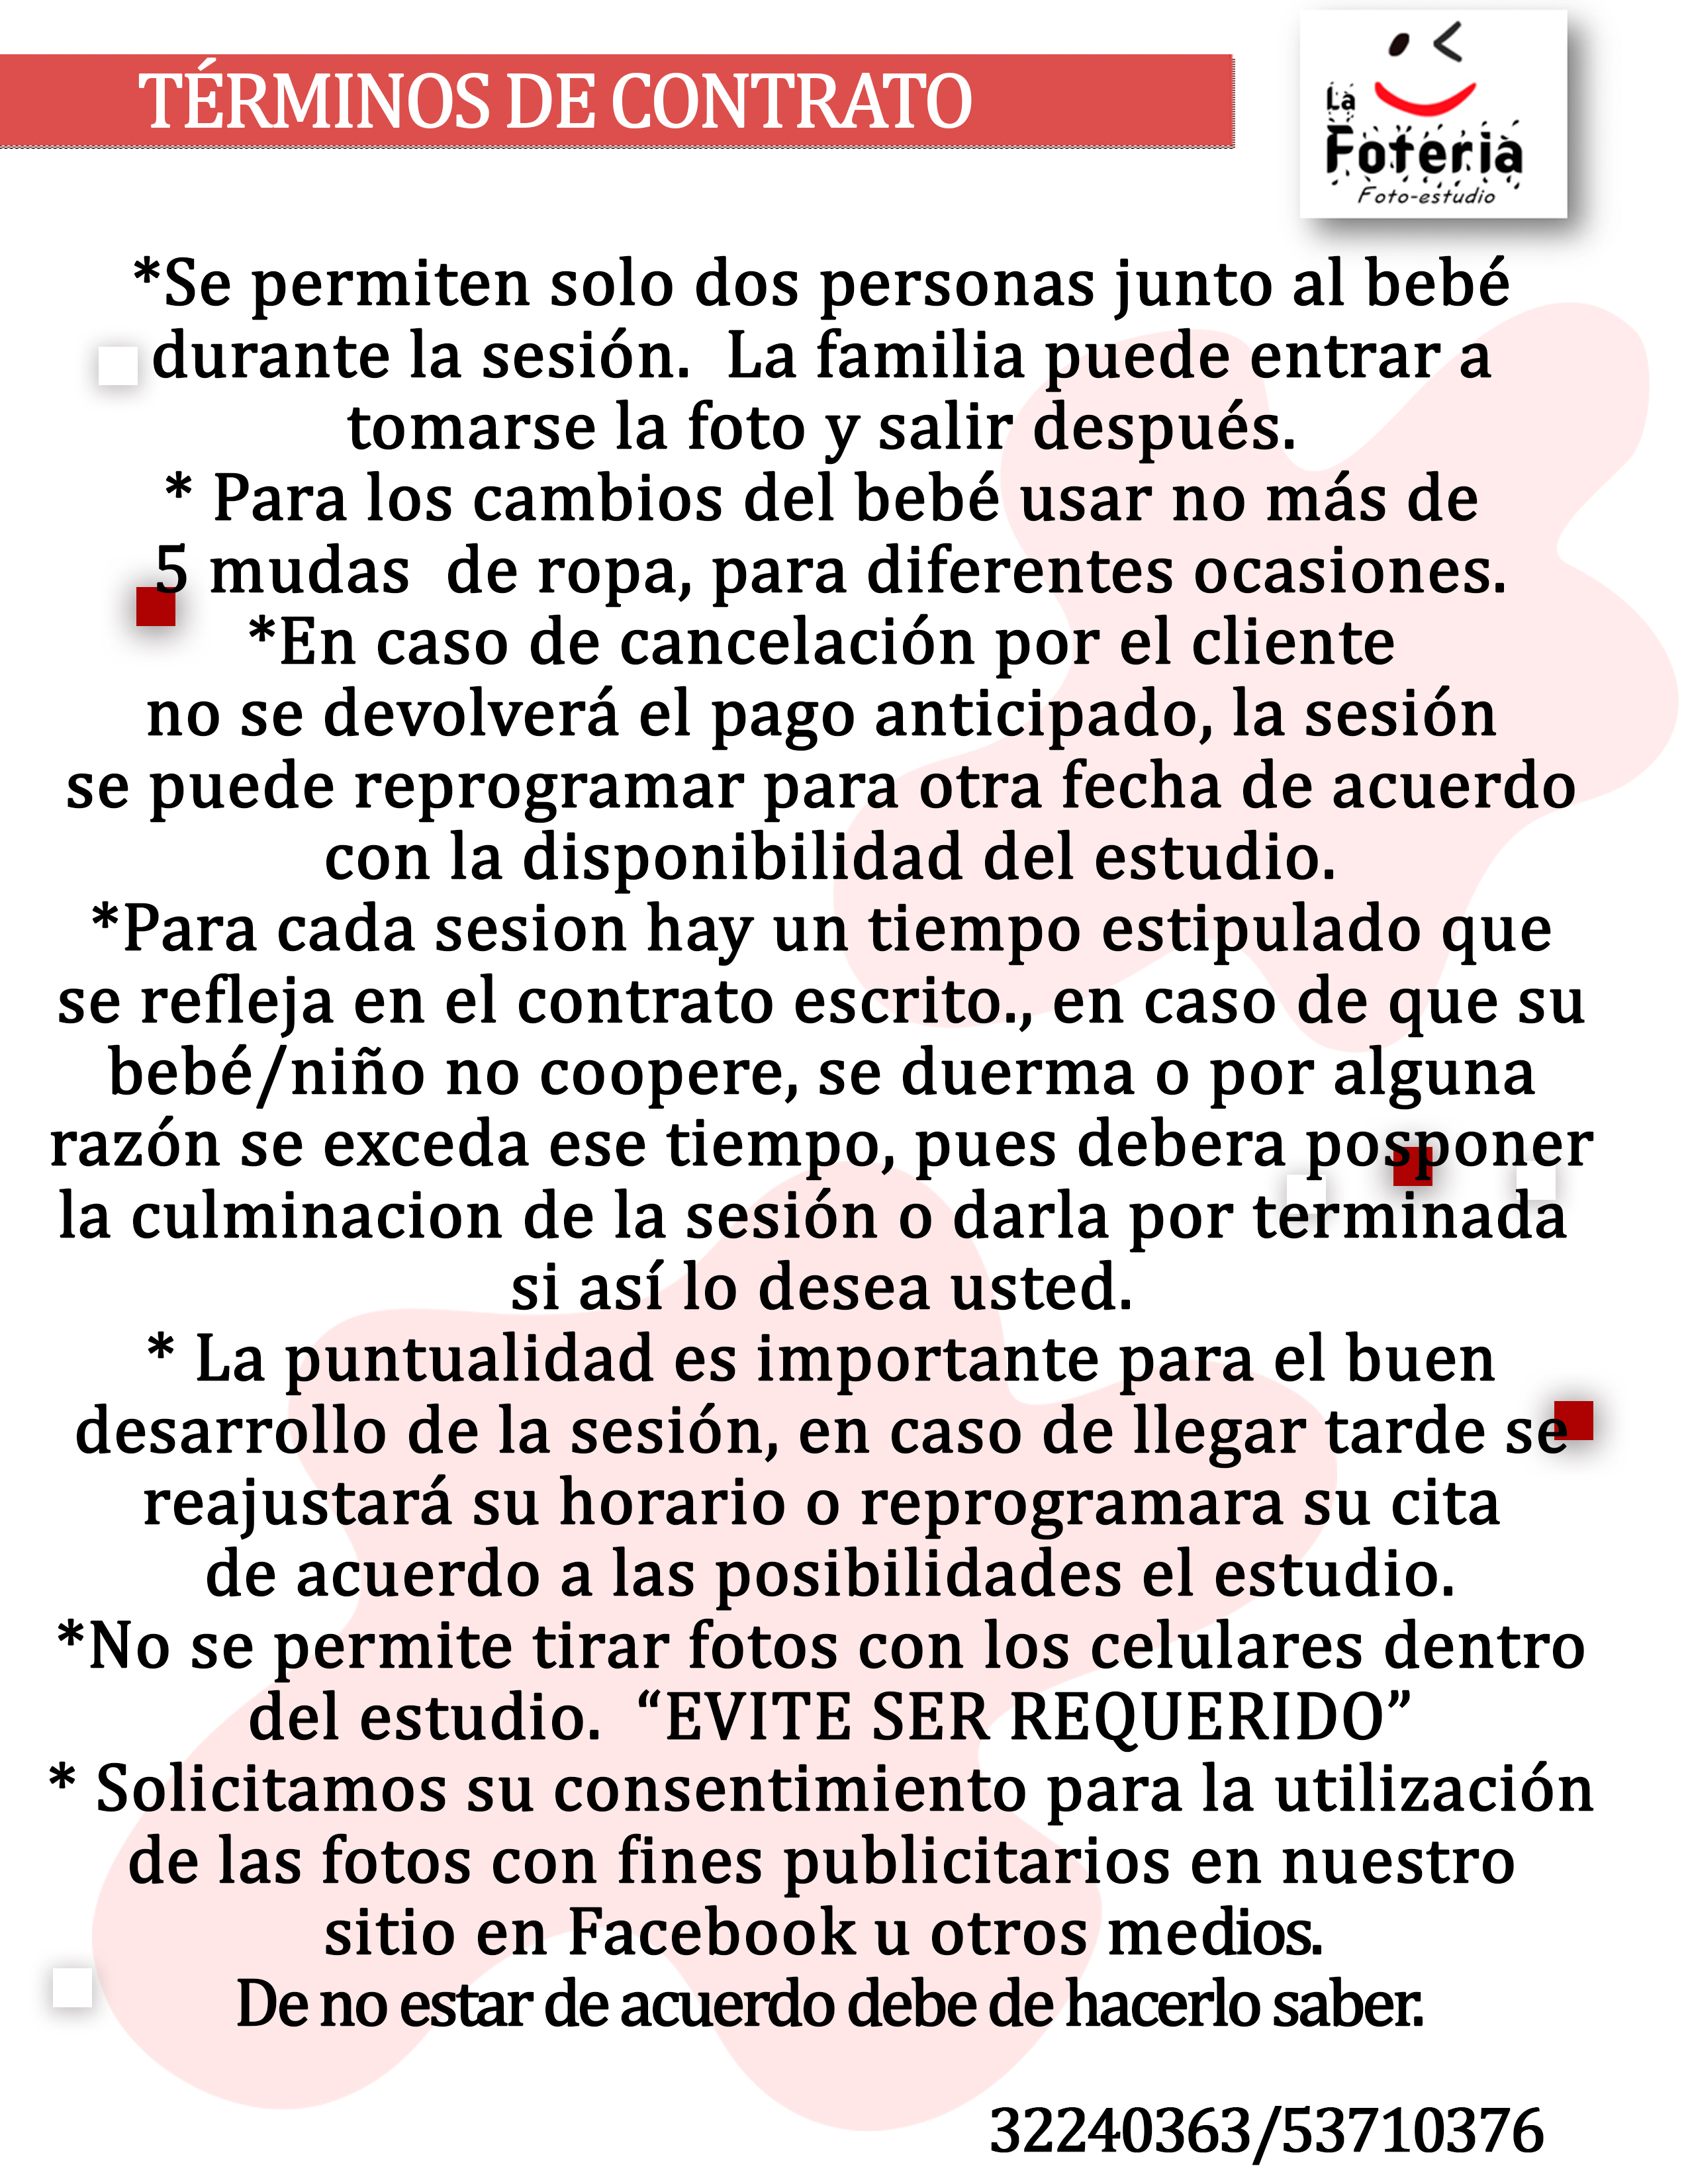 TÉRMINOS DE CONTRATO
La
Foteria
Foto-estudio
*Se permiten solo dos personas junto al bebé
durante la sesión. La familia puede entrar a
tomarse la foto y salir después.
* Para los cambios del bebé usar no más de
5 mudas de ropa, para diferentes ocasiones.
*En caso de cancelación por el cliente
no se devolverá el pago anticipado, la sesión
se puede reprogramar para otra fecha de acuerdo
con la disponibilidad del estudio.
*Para cada sesion hay un tiempo estipulado que
se refleja en el contrato escrito., en caso de que su
bebé/niño no coopere, se duerma o por alguna
razón se exceda ese tiempo, pues debera posponer
la culminacion de la sesión o darla por terminada
si así lo desea usted.
* La puntualidad es importante para el buen
desarrollo de la sesión, en caso de llegar tarde se
reajustará su horario o reprogramara su cita
de acuerdo a las posibilidades el estudio.
*No se permite tirar fotos con los celulares dentro
del estudio. “EVITE SER REQUERIDO”
* Solicitamos su consentimiento para la utilización
de las fotos con fines publicitarios en nuestro
sitio en Facebook u otros medios.
De no estar de acuerdo debe de hacerlo saber.
32240363/53710376